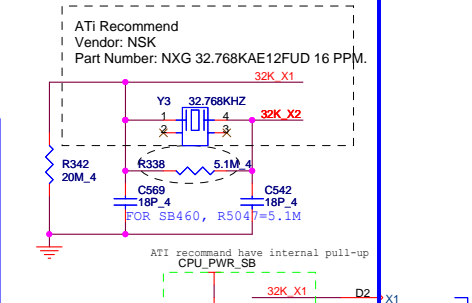 ATi Recommend
Vendor: NSK
Part Number: NXG 32.768KAE12FUD 16 PPM.
32K_X1
Y3 32.768KHZ
1 4 32K_X2
2 3
R342 R338 5.1M_4
20M_4
C569 C542
18P_4 18P_4
FOR SB460, R5047=5.1M
ATI recommand have internal pull-up
CPU_PWR_SB
32K_X1 D2 X1